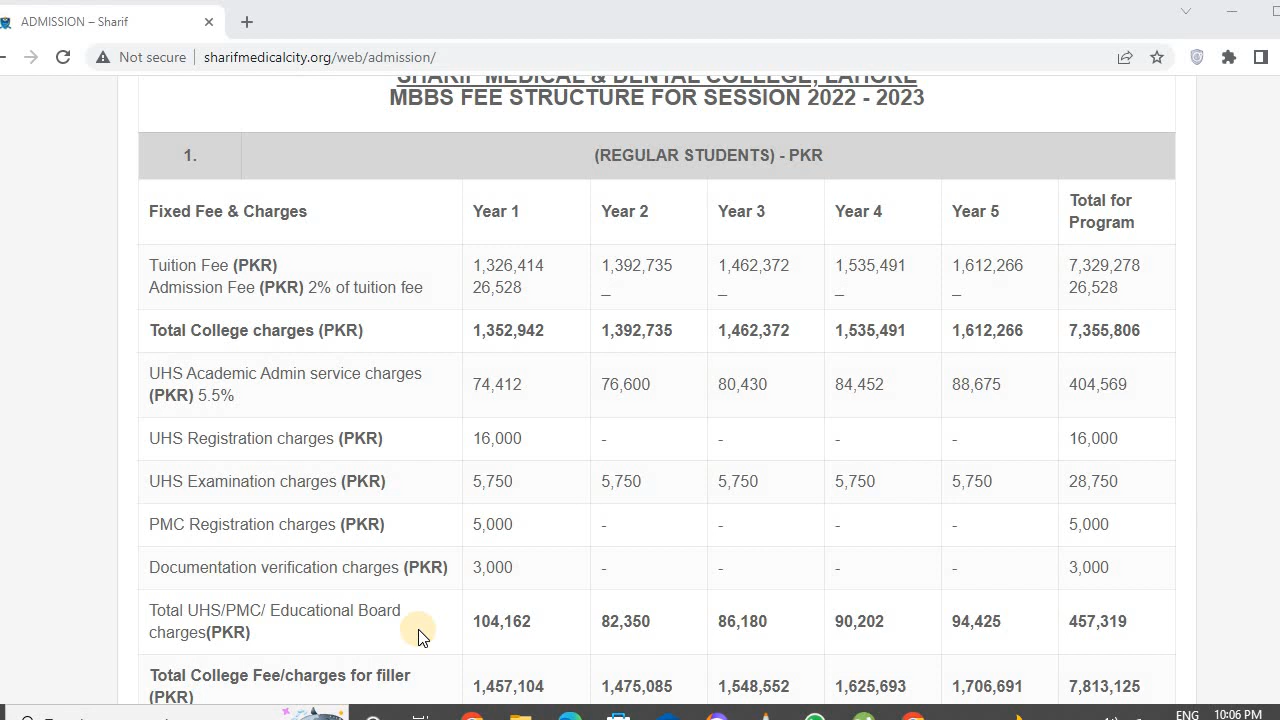 ADMISSION – Sharif
Not secure sharifmedicalcity.org/web/admission/
SHARIF MEDICAL & DENTAL COLLEGE, LAHORE
MBBS FEE STRUCTURE FOR SESSION 2022 - 2023
1. (REGULAR STUDENTS) - PKR
Fixed Fee & Charges Year 1 Year 2 Year 3 Year 4 Year 5 Total for
Program
Tuition Fee (PKR) 1,326,414 1,392,735 1,462,372 1,535,491 1,612,266 7,329,278
Admission Fee (PKR) 2% of tuition fee 26,528 _ _ _ _ 26,528
Total College charges (PKR) 1,352,942 1,392,735 1,462,372 1,535,491 1,612,266 7,355,806
UHS Academic Admin service charges
(PKR) 5.5% 74,412 76,600 80,430 84,452 88,675 404,569
UHS Registration charges (PKR) 16,000 - - - - 16,000
UHS Examination charges (PKR) 5,750 5,750 5,750 5,750 5,750 28,750
PMC Registration charges (PKR) 5,000 - - - - 5,000
Documentation verification charges (PKR) 3,000 - - - - 3,000
Total UHS/PMC/ Educational Board
charges(PKR) 104,162 82,350 86,180 90,202 94,425 457,319
Total College Fee/charges for filler
(PKR) 1,457,104 1,475,085 1,548,552 1,625,693 1,706,691 7,813,125
ENG 10:06 PM